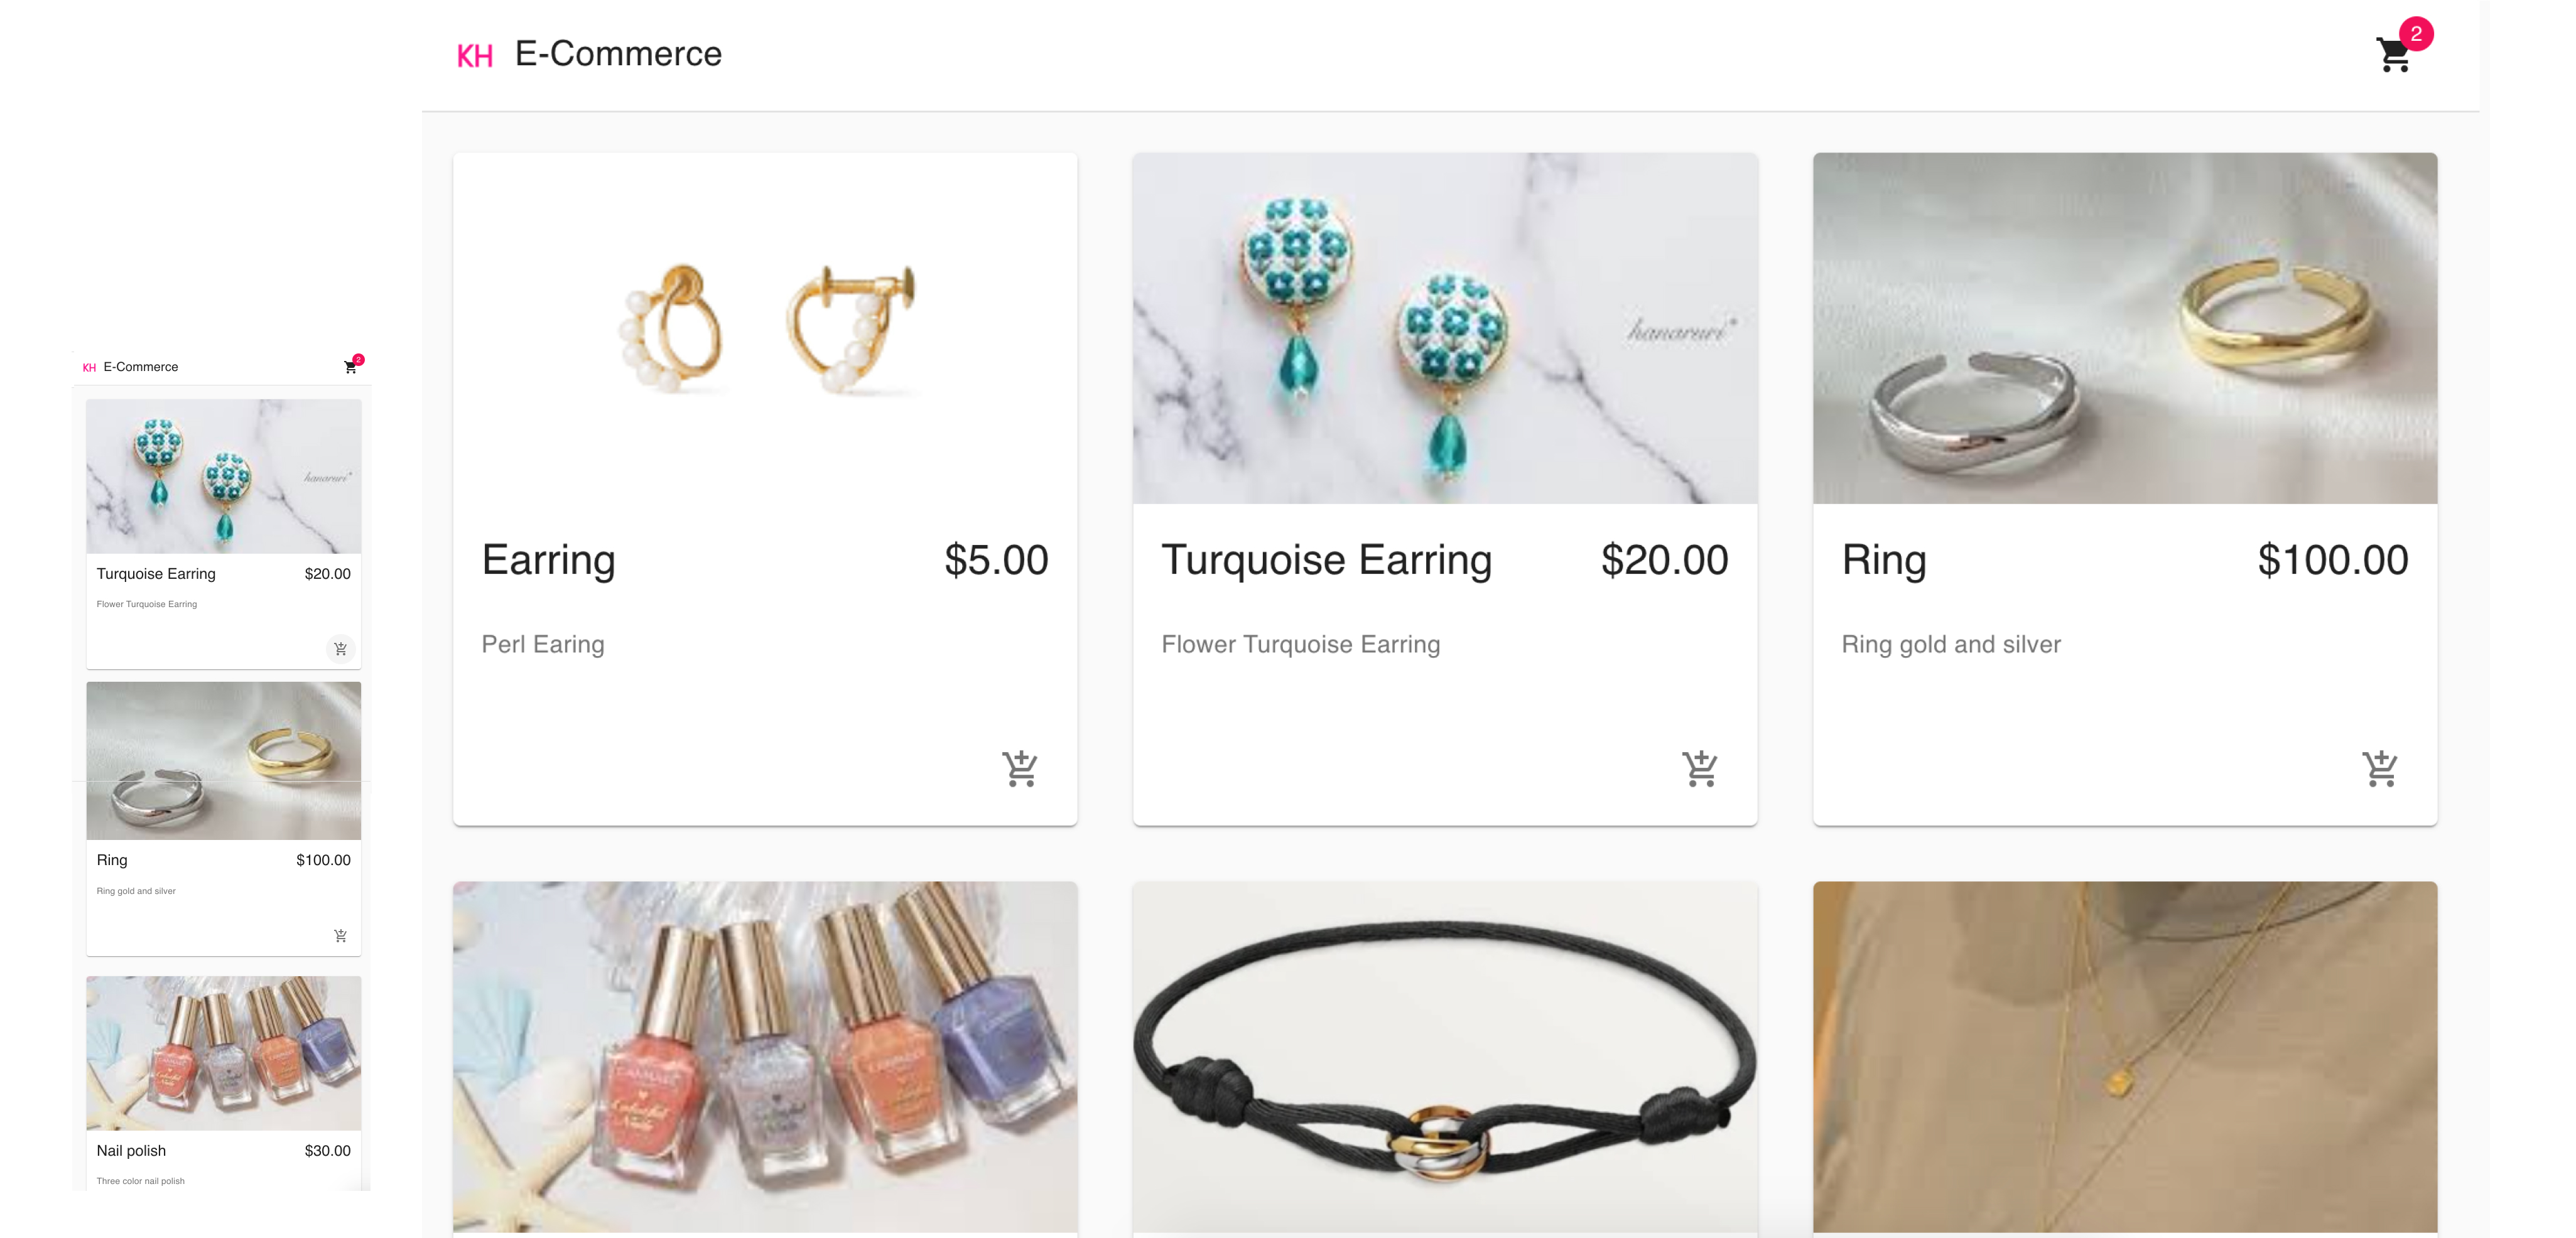 KH E-Commerce
2
hanaruri
Turquoise Earring $20.00
Flower Turquoise Earring
Ring $100.00
Ring gold and silver
Nail polish $30.00
Three color nail polish
KH E-Commerce
2
hanaruri
Earring $5.00
Perl Earing
Turquoise Earring $20.00
Flower Turquoise Earring
Ring $100.00
Ring gold and silver